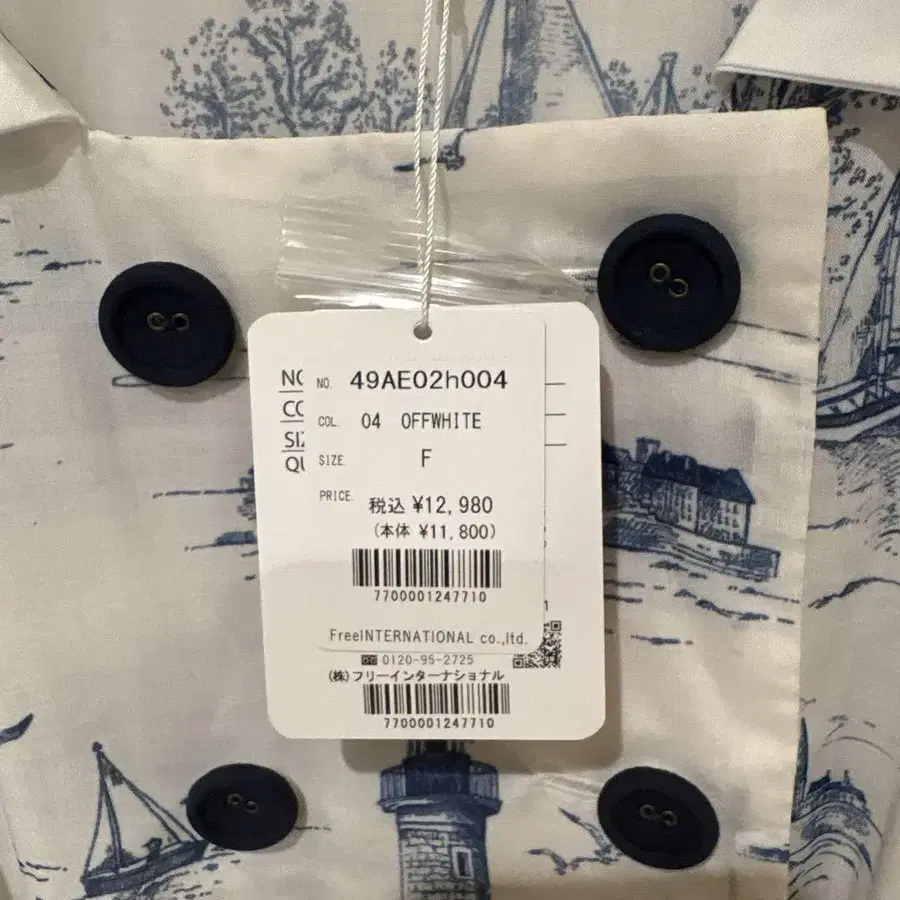 NO. 49AE02h004
COL. 04 OFFWHITE
SIZE. F
PRICE. 税込 ¥12,980
(本体 ¥11,800)
7700001247710
FreeINTERNATIONAL co.,ltd.
0120-95-2725
(株)フリーインターナショナル
7700001247710